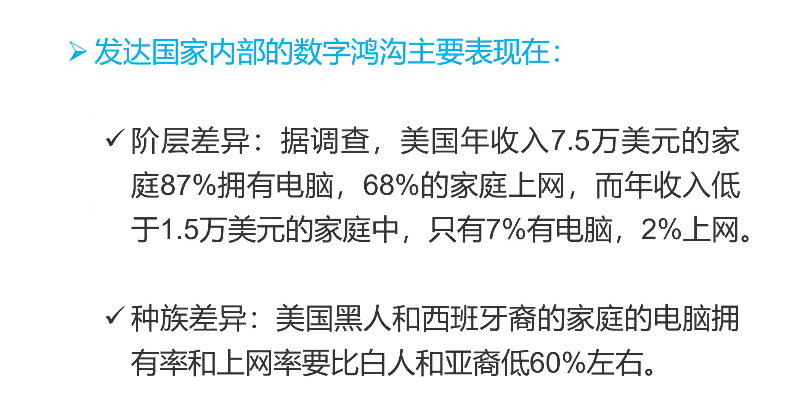 ➢ 发达国家内部的数字鸿沟主要表现在：
✓ 阶层差异：据调查，美国年收入7.5万美元的家
庭87%拥有电脑，68%的家庭上网，而年收入低
于1.5万美元的家庭中，只有7%有电脑，2%上网。
✓ 种族差异：美国黑人和西班牙裔的家庭的电脑拥
有率和上网率要比白人和亚裔低60%左右。